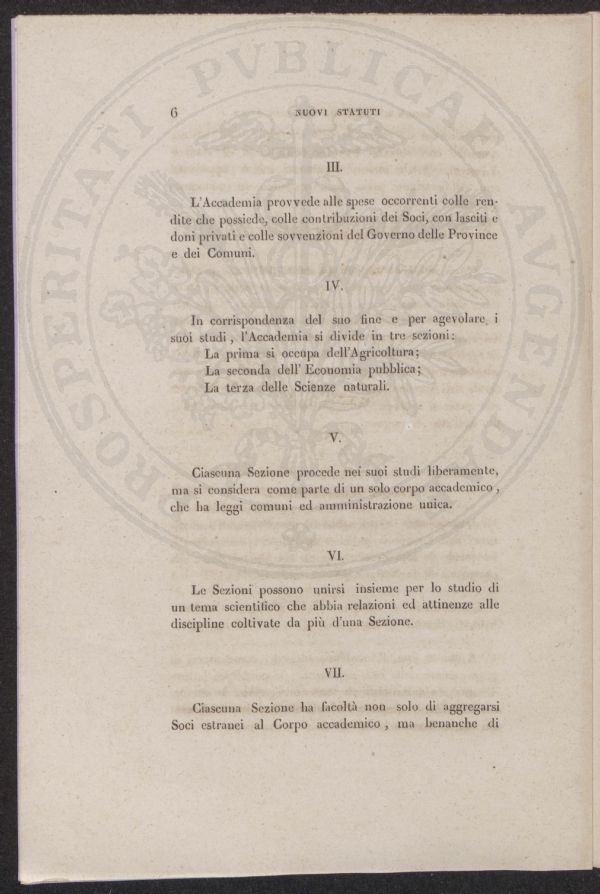 PROSPERITATI PVBLICAE AVGENDAE
6 NUOVI STATUTI
III.
L'Accademia provvede alle spese occorrenti colle ren-
dite che possiede, colle contribuzioni dei Soci, con lasciti e
doni privati e colle sovvenzioni del Governo delle Province
e dei Comuni.
IV.
In corrispondenza del suo fine e per agevolare i
suoi studi , l'Accademia si divide in tre sezioni:
La prima si occupa dell'Agricoltura;
La seconda dell' Economia pubblica;
La terza delle Scienze naturali.
V.
Ciascuna Sezione procede nei suoi studi liberamente,
ma si considera come parte di un solo corpo accademico ,
che ha leggi comuni ed amministrazione unica.
VI.
Le Sezioni possono unirsi insieme per lo studio di
un tema scientifico che abbia relazioni ed attinenze alle
discipline coltivate da più d'una Sezione.
VII.
Ciascuna Sezione ha facoltà non solo di aggregarsi
Soci estranei al Corpo accademico , ma benanche di